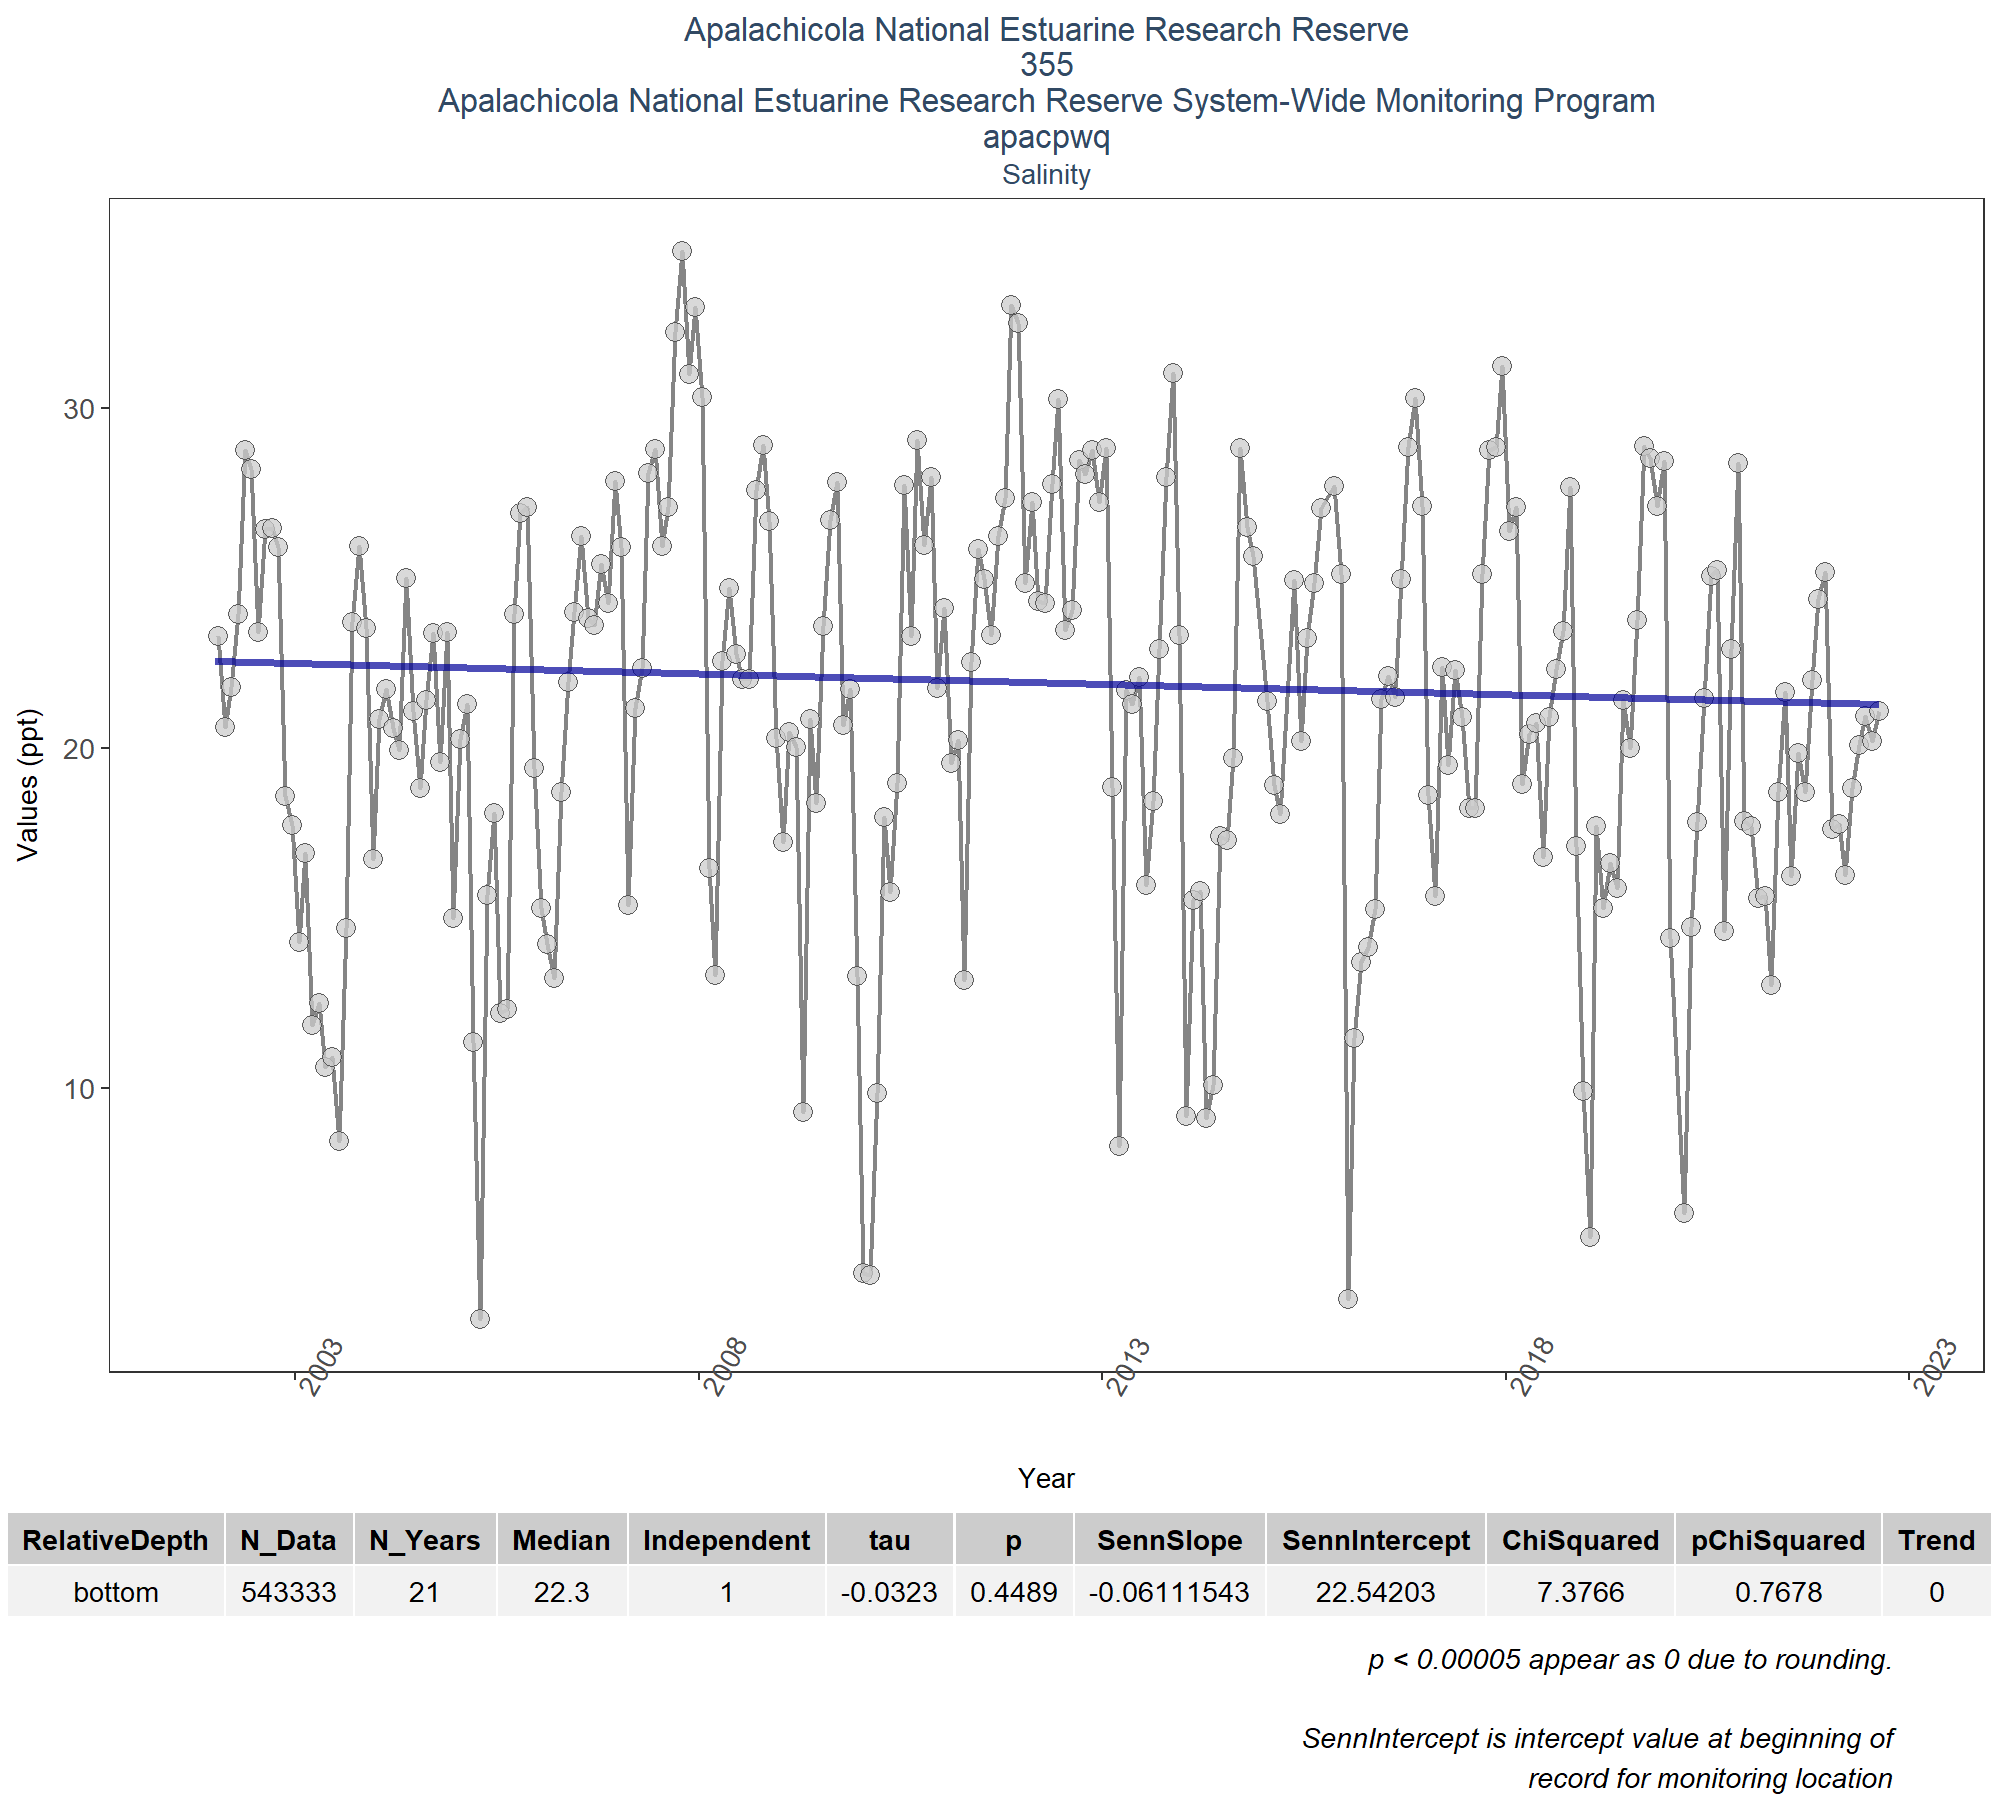 Apalachicola National Estuarine Research Reserve
355
Apalachicola National Estuarine Research Reserve System-Wide Monitoring Program
apacpwq
Salinity
Values (ppt)
30
20
10
2003 2008 2013 2018 2023
Year
RelativeDepth N_Data N_Years Median Independent tau p SennSlope SennIntercept ChiSquared pChiSquared Trend
bottom 543333 21 22.3 1 -0.0323 0.4489 -0.06111543 22.54203 7.3766 0.7678 0
p < 0.00005 appear as 0 due to rounding.
SennIntercept is intercept value at beginning of
record for monitoring location